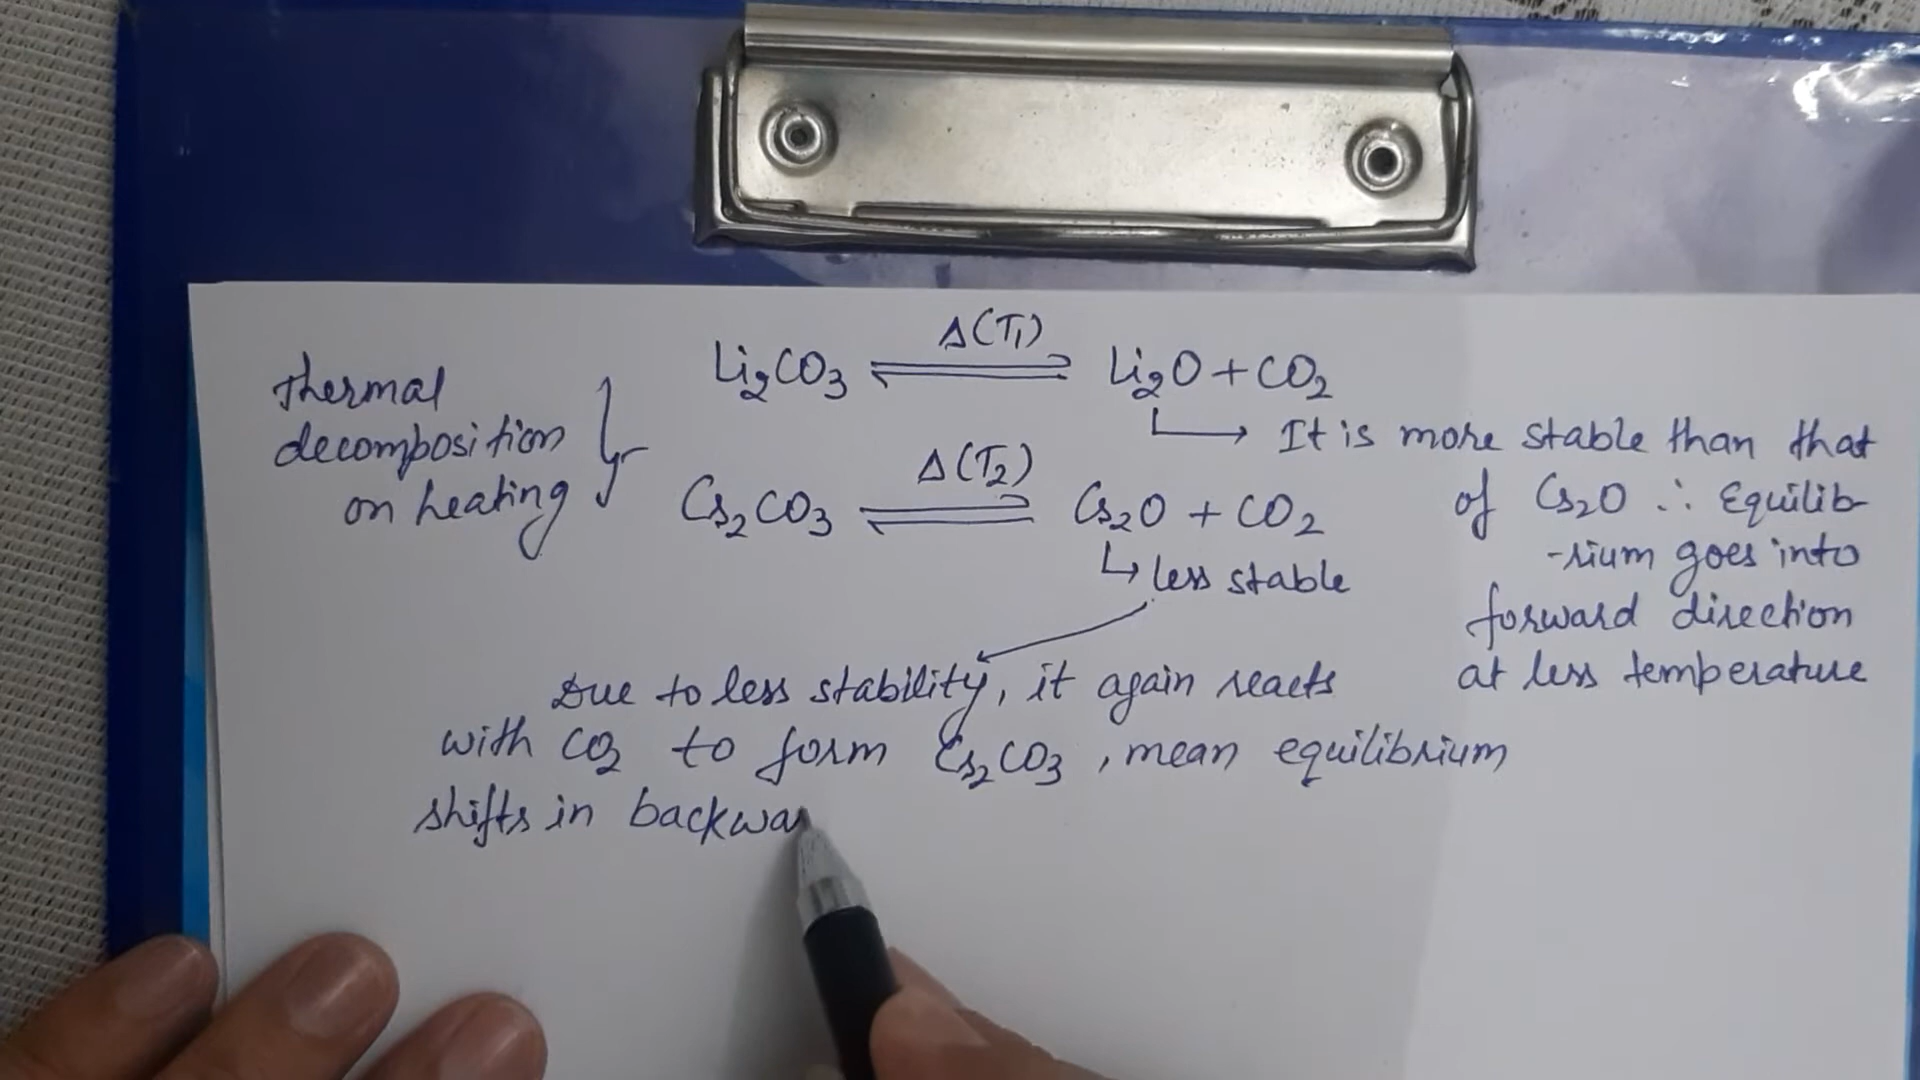 Δ(T₁)
thermal decomposition on heating
Li₂CO₃ ⇌ Li₂O + CO₂
↳ It is more stable than that
of Cs₂O ∴ Equilib-
-rium goes into
forward direction
at less temperature
Δ(T₂)
Cs₂CO₃ ⇌ Cs₂O + CO₂
↳ less stable
Due to less stability, it again reacts
with CO₂ to form Cs₂CO₃, mean equilibrium
shifts in backwa